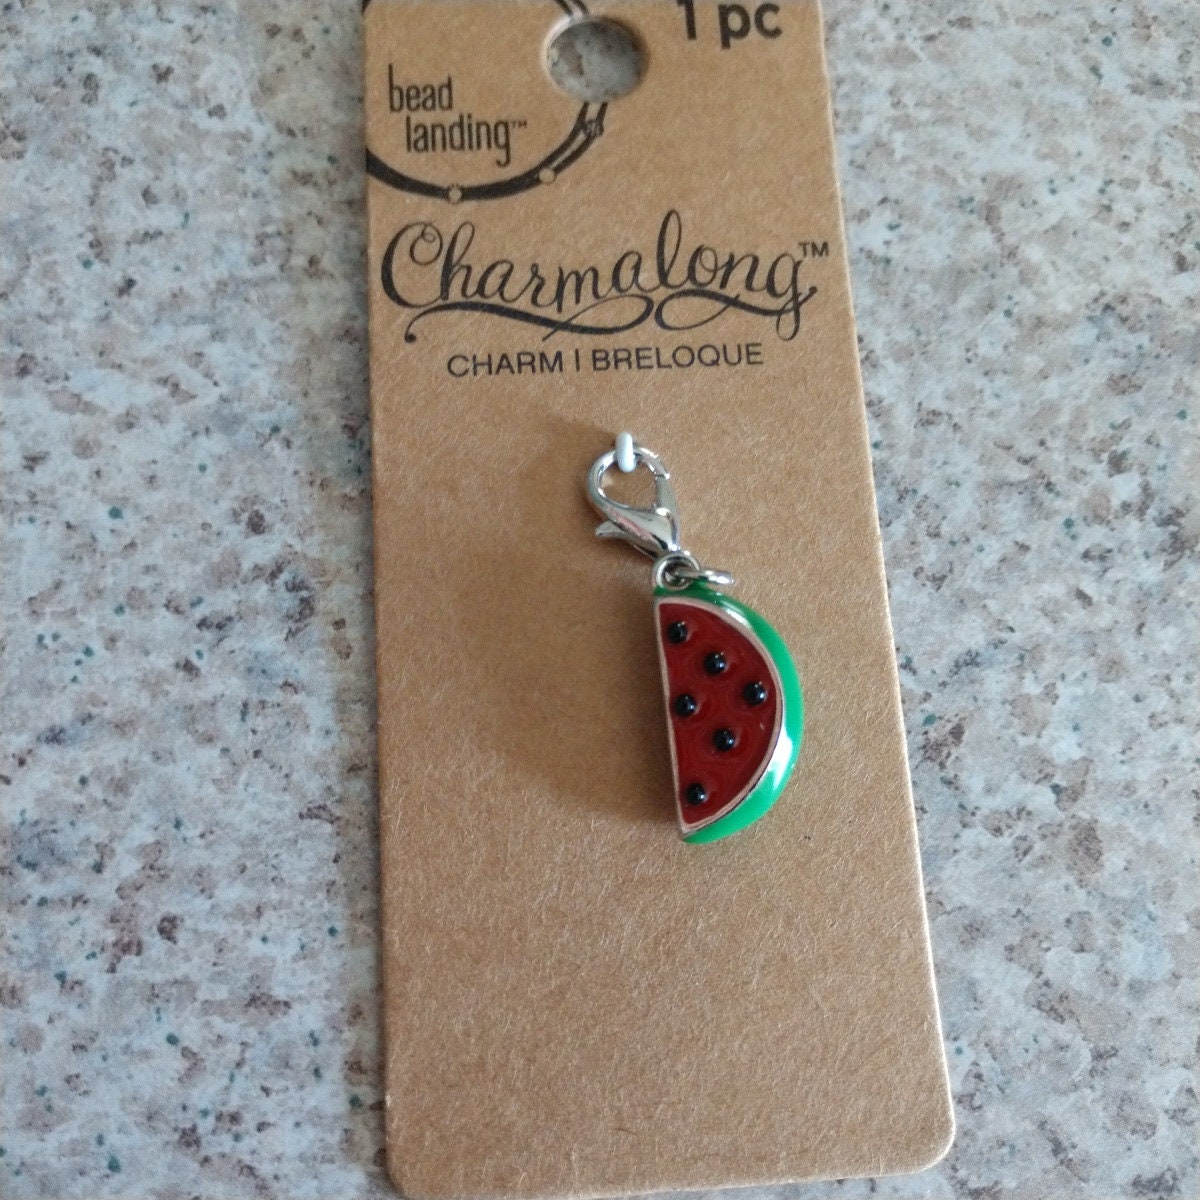 1 pc
bead
landing™
Charmalong™
CHARM | BRELOQUE